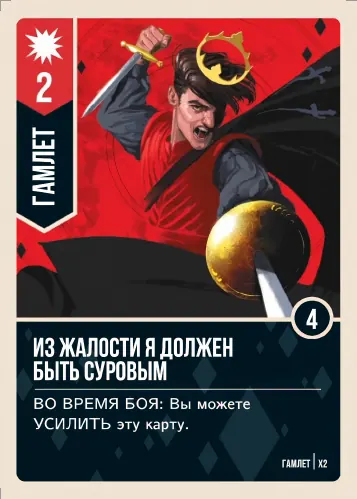 2
ГАМЛЕТ
4
ИЗ ЖАЛОСТИ Я ДОЛЖЕН
БЫТЬ СУРОВЫМ
ВО ВРЕМЯ БОЯ: Вы можете
УСИЛИТЬ эту карту.
ГАМЛЕТ | X2